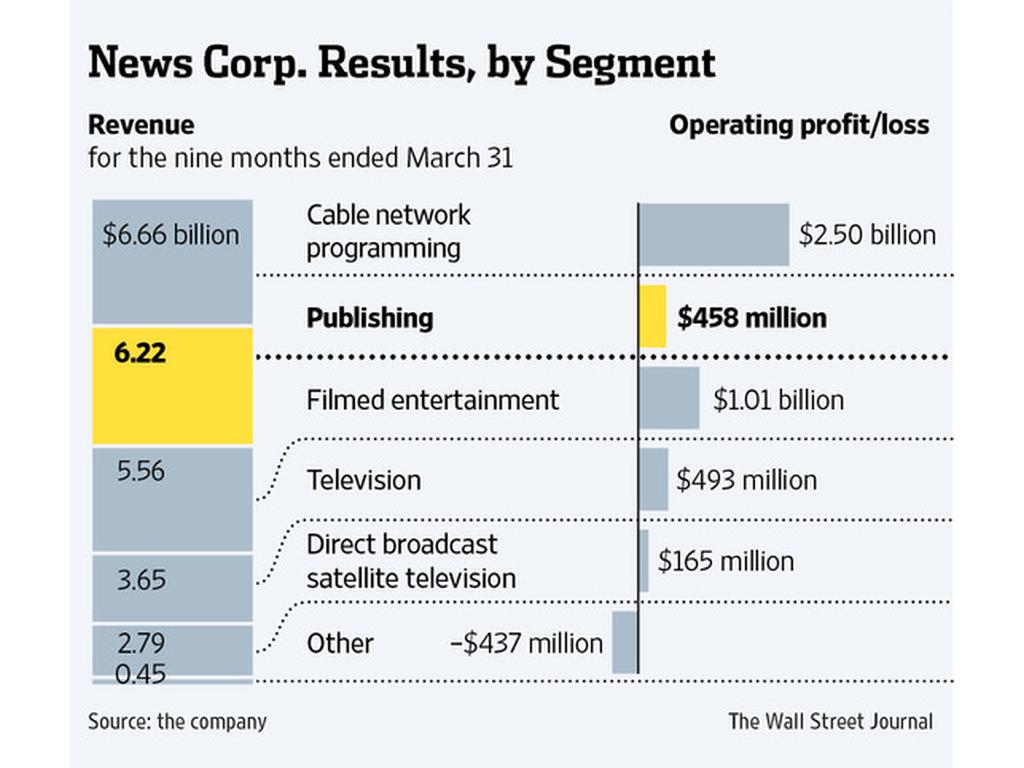 News Corp. Results, by Segment
Revenue
for the nine months ended March 31
Operating profit/loss
$6.66 billion
Cable network
programming
$2.50 billion
6.22
Publishing
$458 million
Filmed entertainment
$1.01 billion
5.56
Television
$493 million
3.65
Direct broadcast
satellite television
$165 million
2.79
Other
–$437 million
0.45
Source: the company
The Wall Street Journal